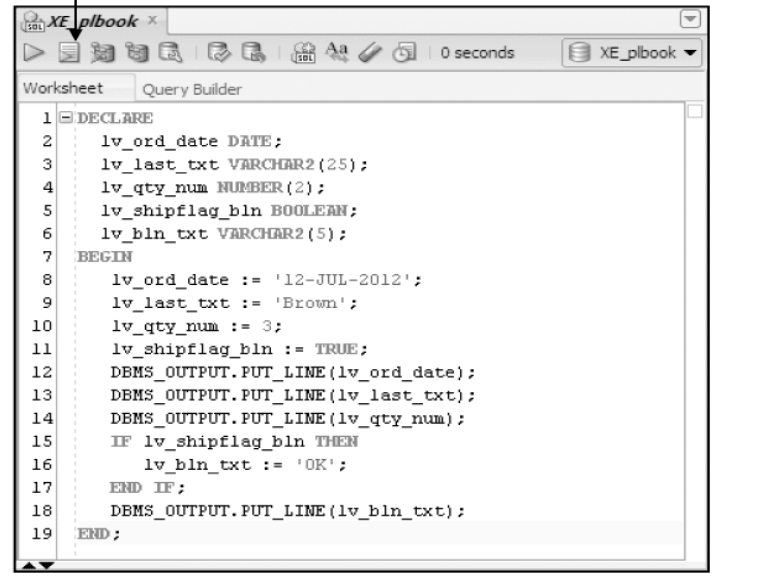 XE_plbook
SQL
0 seconds
XE_plbook
Worksheet Query Builder
1 DECLARE
2 lv_ord_date DATE;
3 lv_last_txt VARCHAR2(25);
4 lv_qty_num NUMBER(2);
5 lv_shipflag_bln BOOLEAN;
6 lv_bln_txt VARCHAR2(5);
7 BEGIN
8 lv_ord_date := '12-JUL-2012';
9 lv_last_txt := 'Brown';
10 lv_qty_num := 3;
11 lv_shipflag_bln := TRUE;
12 DBMS_OUTPUT.PUT_LINE(lv_ord_date);
13 DBMS_OUTPUT.PUT_LINE(lv_last_txt);
14 DBMS_OUTPUT.PUT_LINE(lv_qty_num);
15 IF lv_shipflag_bln THEN
16 lv_bln_txt := 'OK';
17 END IF;
18 DBMS_OUTPUT.PUT_LINE(lv_bln_txt);
19 END;